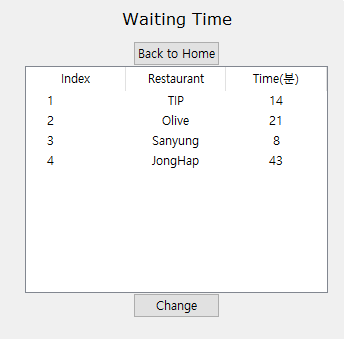 Waiting Time
Back to Home
Index Restaurant Time(분)
1 TIP 14
2 Olive 21
3 Sanyung 8
4 JongHap 43
Change